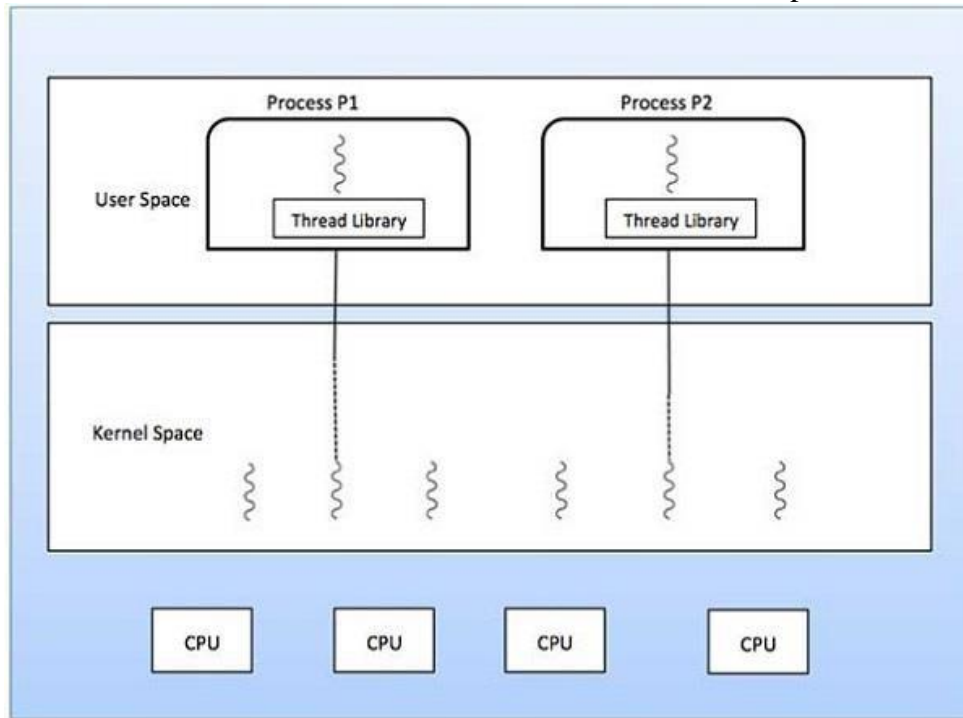 Process P1
Process P2
User Space
Thread Library
Thread Library
Kernel Space
CPU
CPU
CPU
CPU